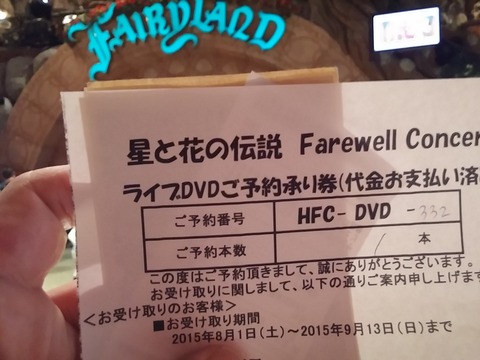 FAIRYLAND
星と花の伝説 Farewell Concer
ライブDVDご予約承り券(代金お支払い済
ご予約番号 HFC- DVD -332
ご予約本数 1 本
この度はご予約頂きまして、誠にありがとうございます。
お受け取りに関しまして、以下の通りご案内申し上げます
<お受け取りのお客様>
■お受け取り期間
2015年8月1日(土)~2015年9月13日(日)まで